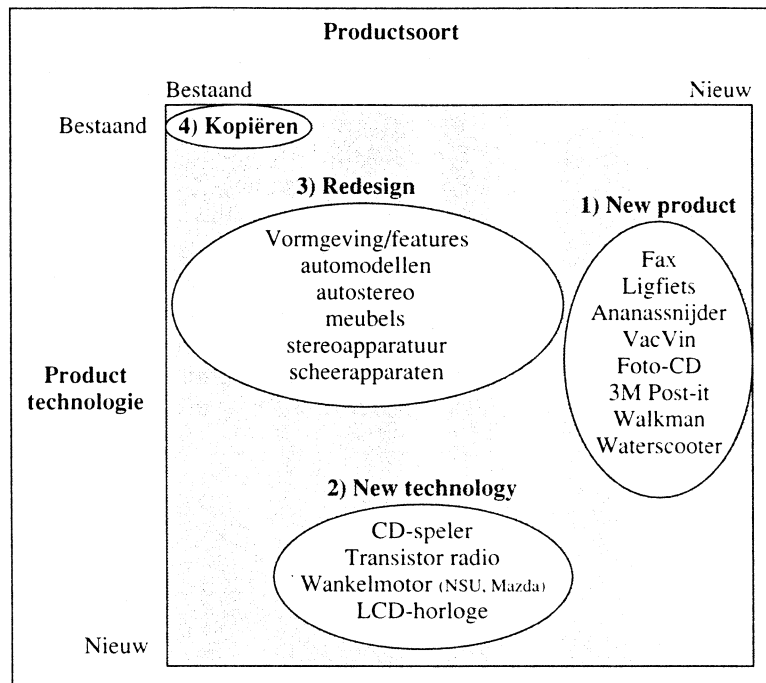 Productsoort
Bestaand Nieuw
Bestaand
4) Kopiëren
3) Redesign
Vormgeving/features
automodellen
autostereo
meubels
stereoapparatuur
scheerapparaten
1) New product
Fax
Ligfiets
Ananassnijder
VacVin
Foto-CD
3M Post-it
Walkman
Waterscooter
Product
technologie
2) New technology
CD-speler
Transistor radio
Wankelmotor (NSU, Mazda)
LCD-horloge
Nieuw